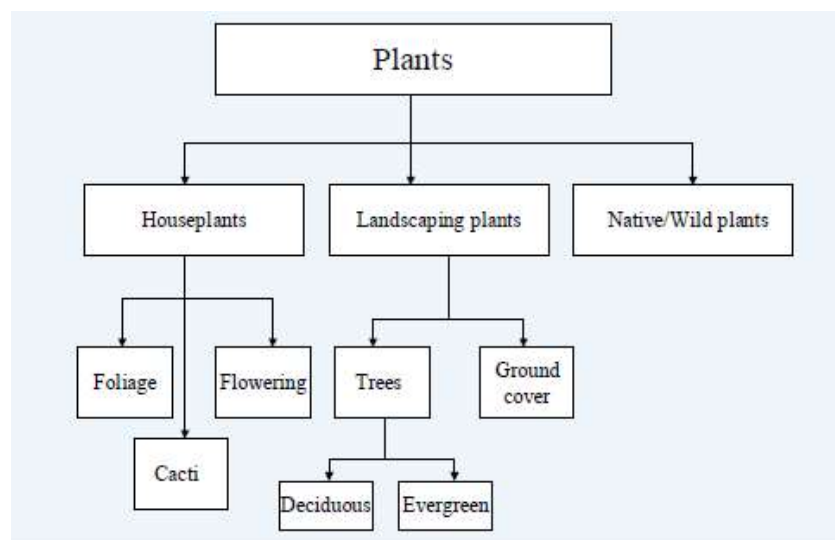 Plants
Houseplants
Landscaping plants
Native/Wild plants
Foliage
Flowering
Trees
Ground
cover
Cacti
Deciduous
Evergreen